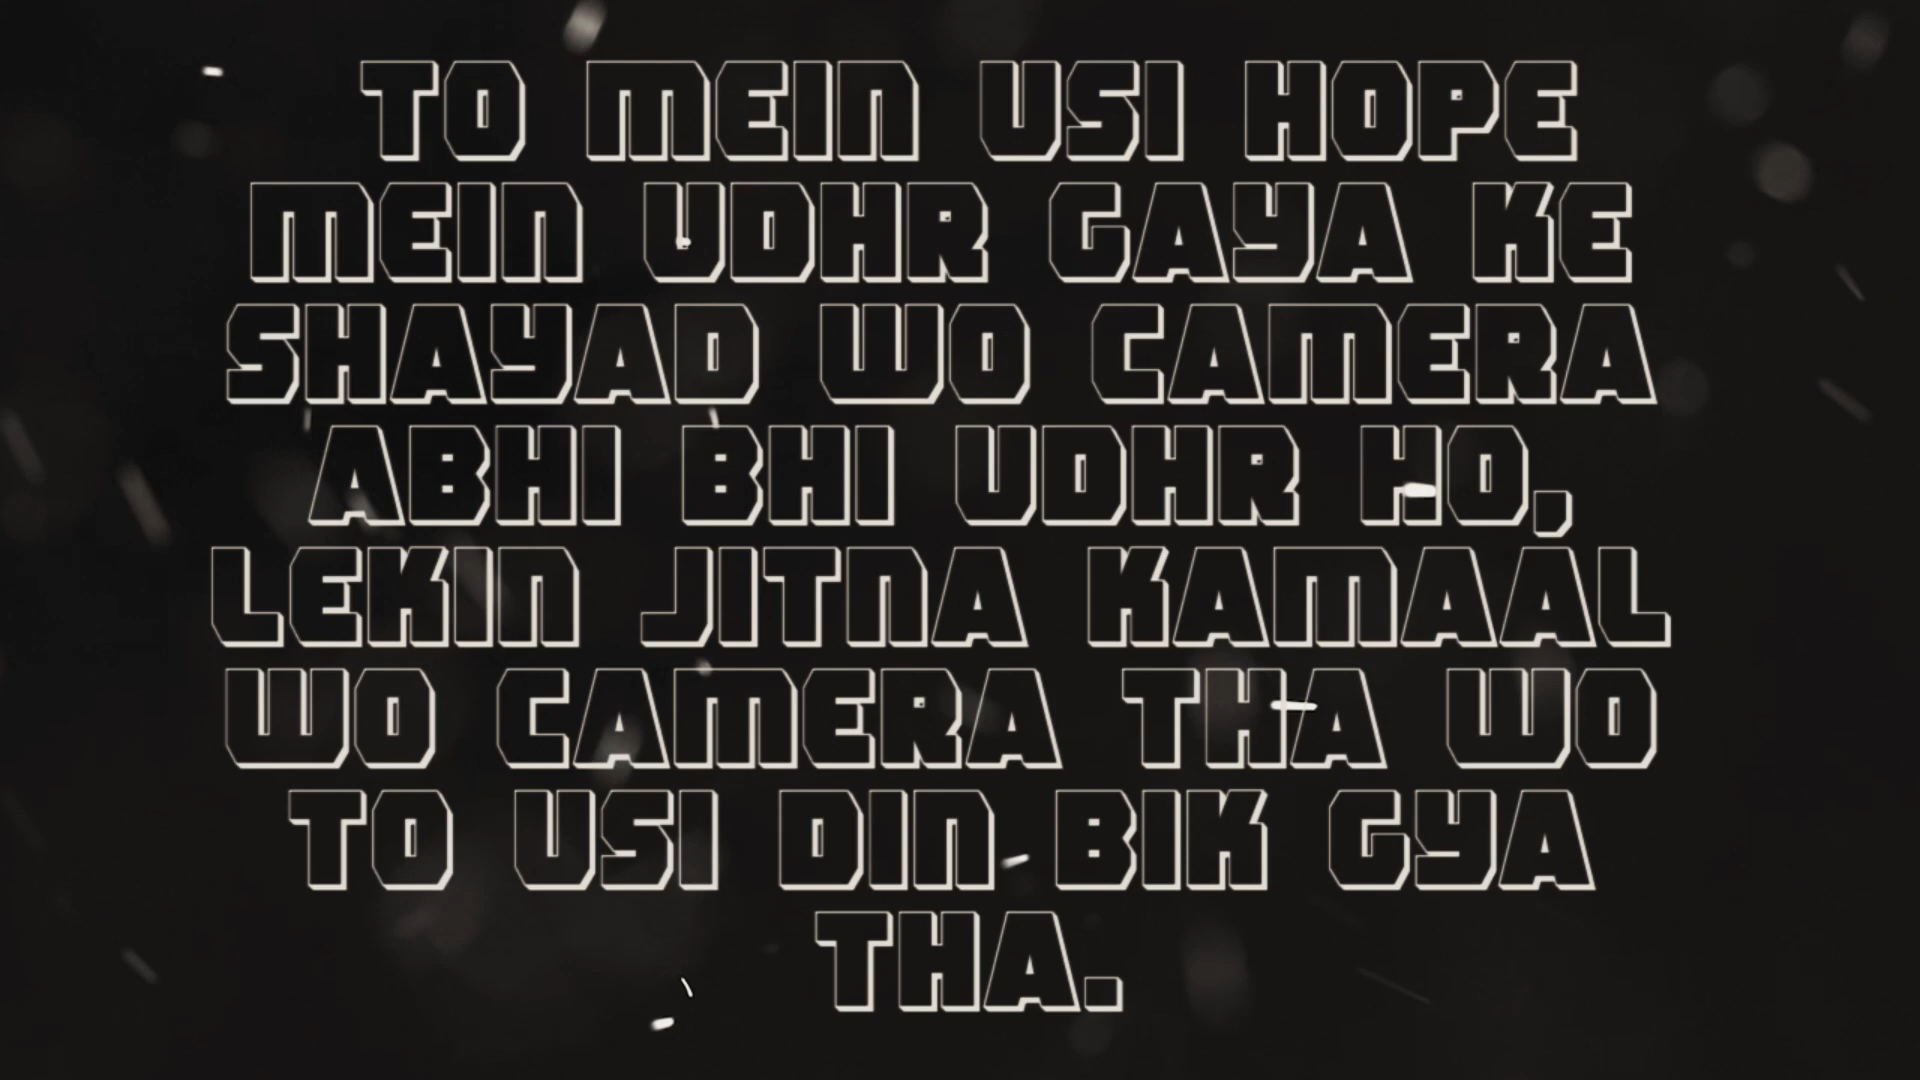 TO MEIN USI HOPE
MEIN UDHR GAYA KE
SHAYAD WO CAMERA
ABHI BHI UDHR HO,
LEKIN JITNA KAMAAL
WO CAMERA THA WO
TO USI DIN BIK GYA
THA.